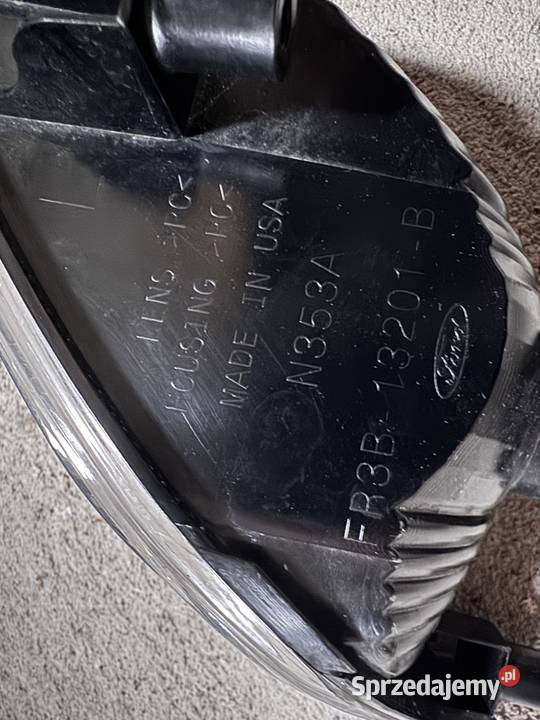 LENS >PC<
HOUSING >PC<
MADE IN USA
N353A
FR3B-13201-B
Ford
Sprzedajemy.pl